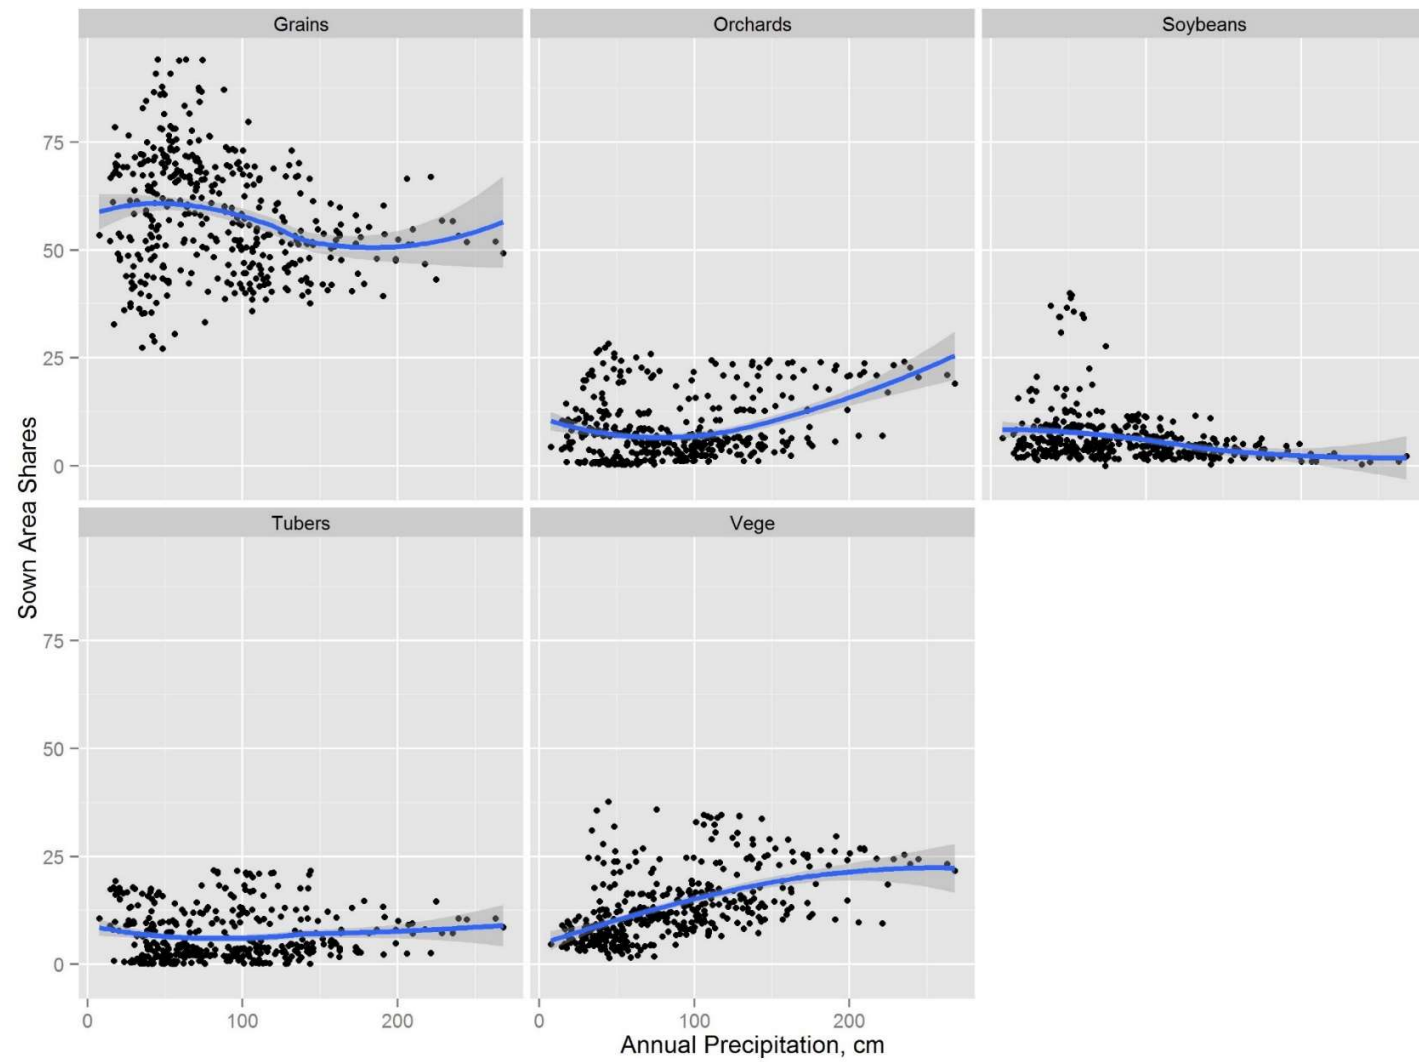 Grains
Orchards
Soybeans
75
50
25
0
Sown Area Shares
Tubers
Vege
75
50
25
0
0 100 200
0 100 200
Annual Precipitation, cm